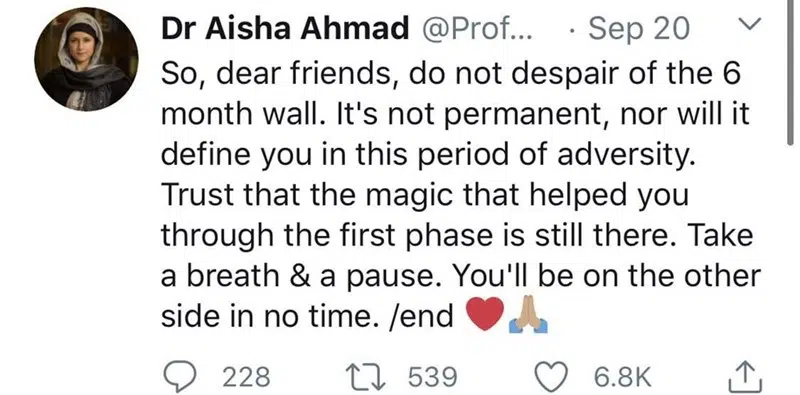 Dr Aisha Ahmad @Prof... · Sep 20
So, dear friends, do not despair of the 6
month wall. It's not permanent, nor will it
define you in this period of adversity.
Trust that the magic that helped you
through the first phase is still there. Take
a breath & a pause. You'll be on the other
side in no time. /end ❤️🙏🏼
228 539 6.8K